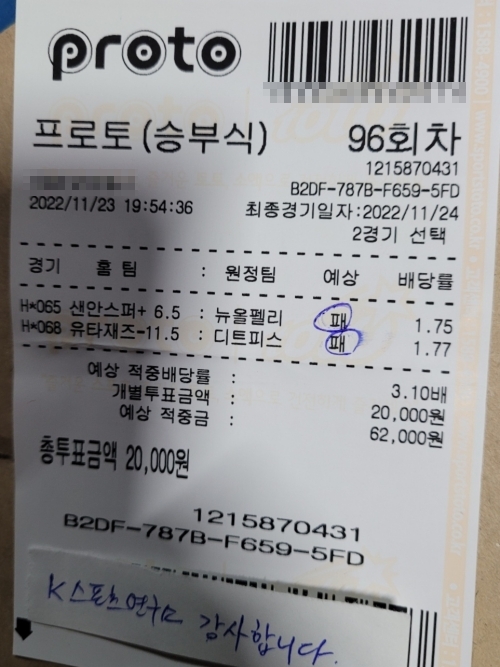 proto
프로토(승부식) 96회차
1215870431
B2DF-787B-F659-5FD
2022/11/23 19:54:36 최종경기일자:2022/11/24
2경기 선택
경기 홈팀 : 원정팀 예상 배당률
H*065 샌안스퍼+ 6.5 : 뉴올펠리 패 1.75
H*068 유타재즈-11.5 : 디트피스 패 1.77
예상 적중배당률 : 3.10배
개별투표금액 : 20,000원
예상 적중금 : 62,000원
총투표금액 20,000원
1215870431
B2DF-787B-F659-5FD
K스포츠연구소 감사합니다.